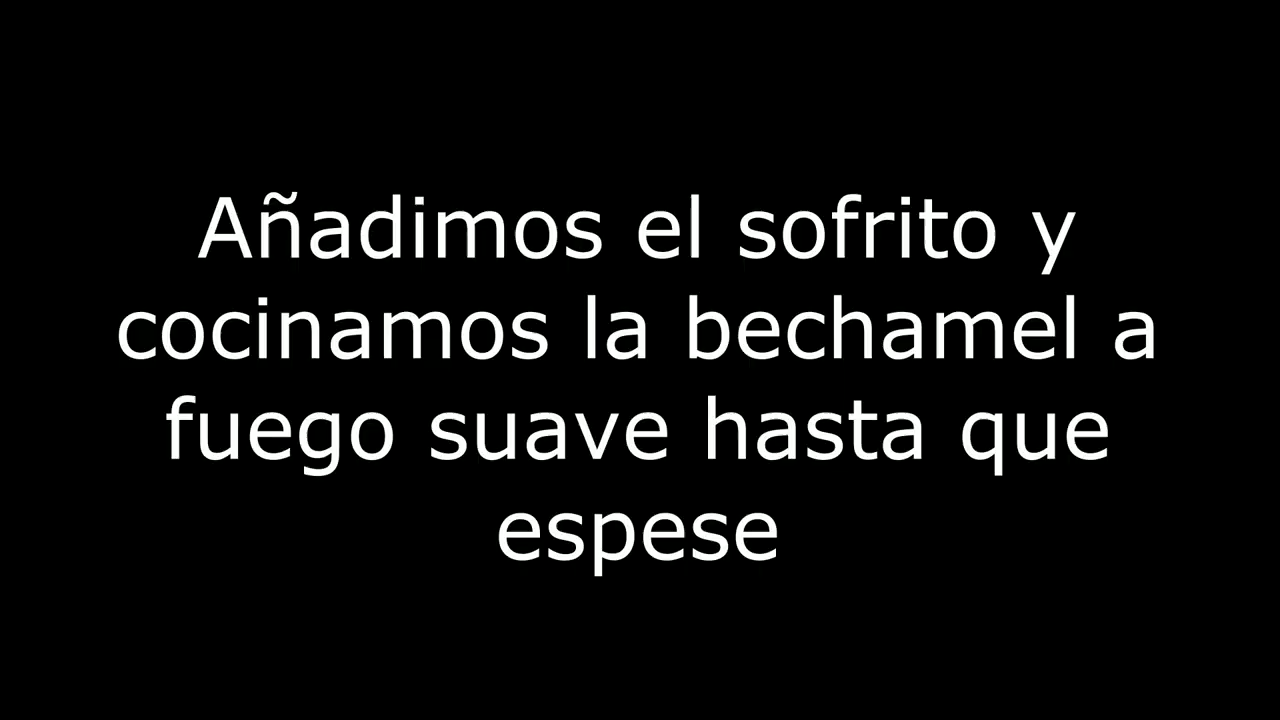 Añadimos el sofrito y
cocinamos la bechamel a
fuego suave hasta que
espese